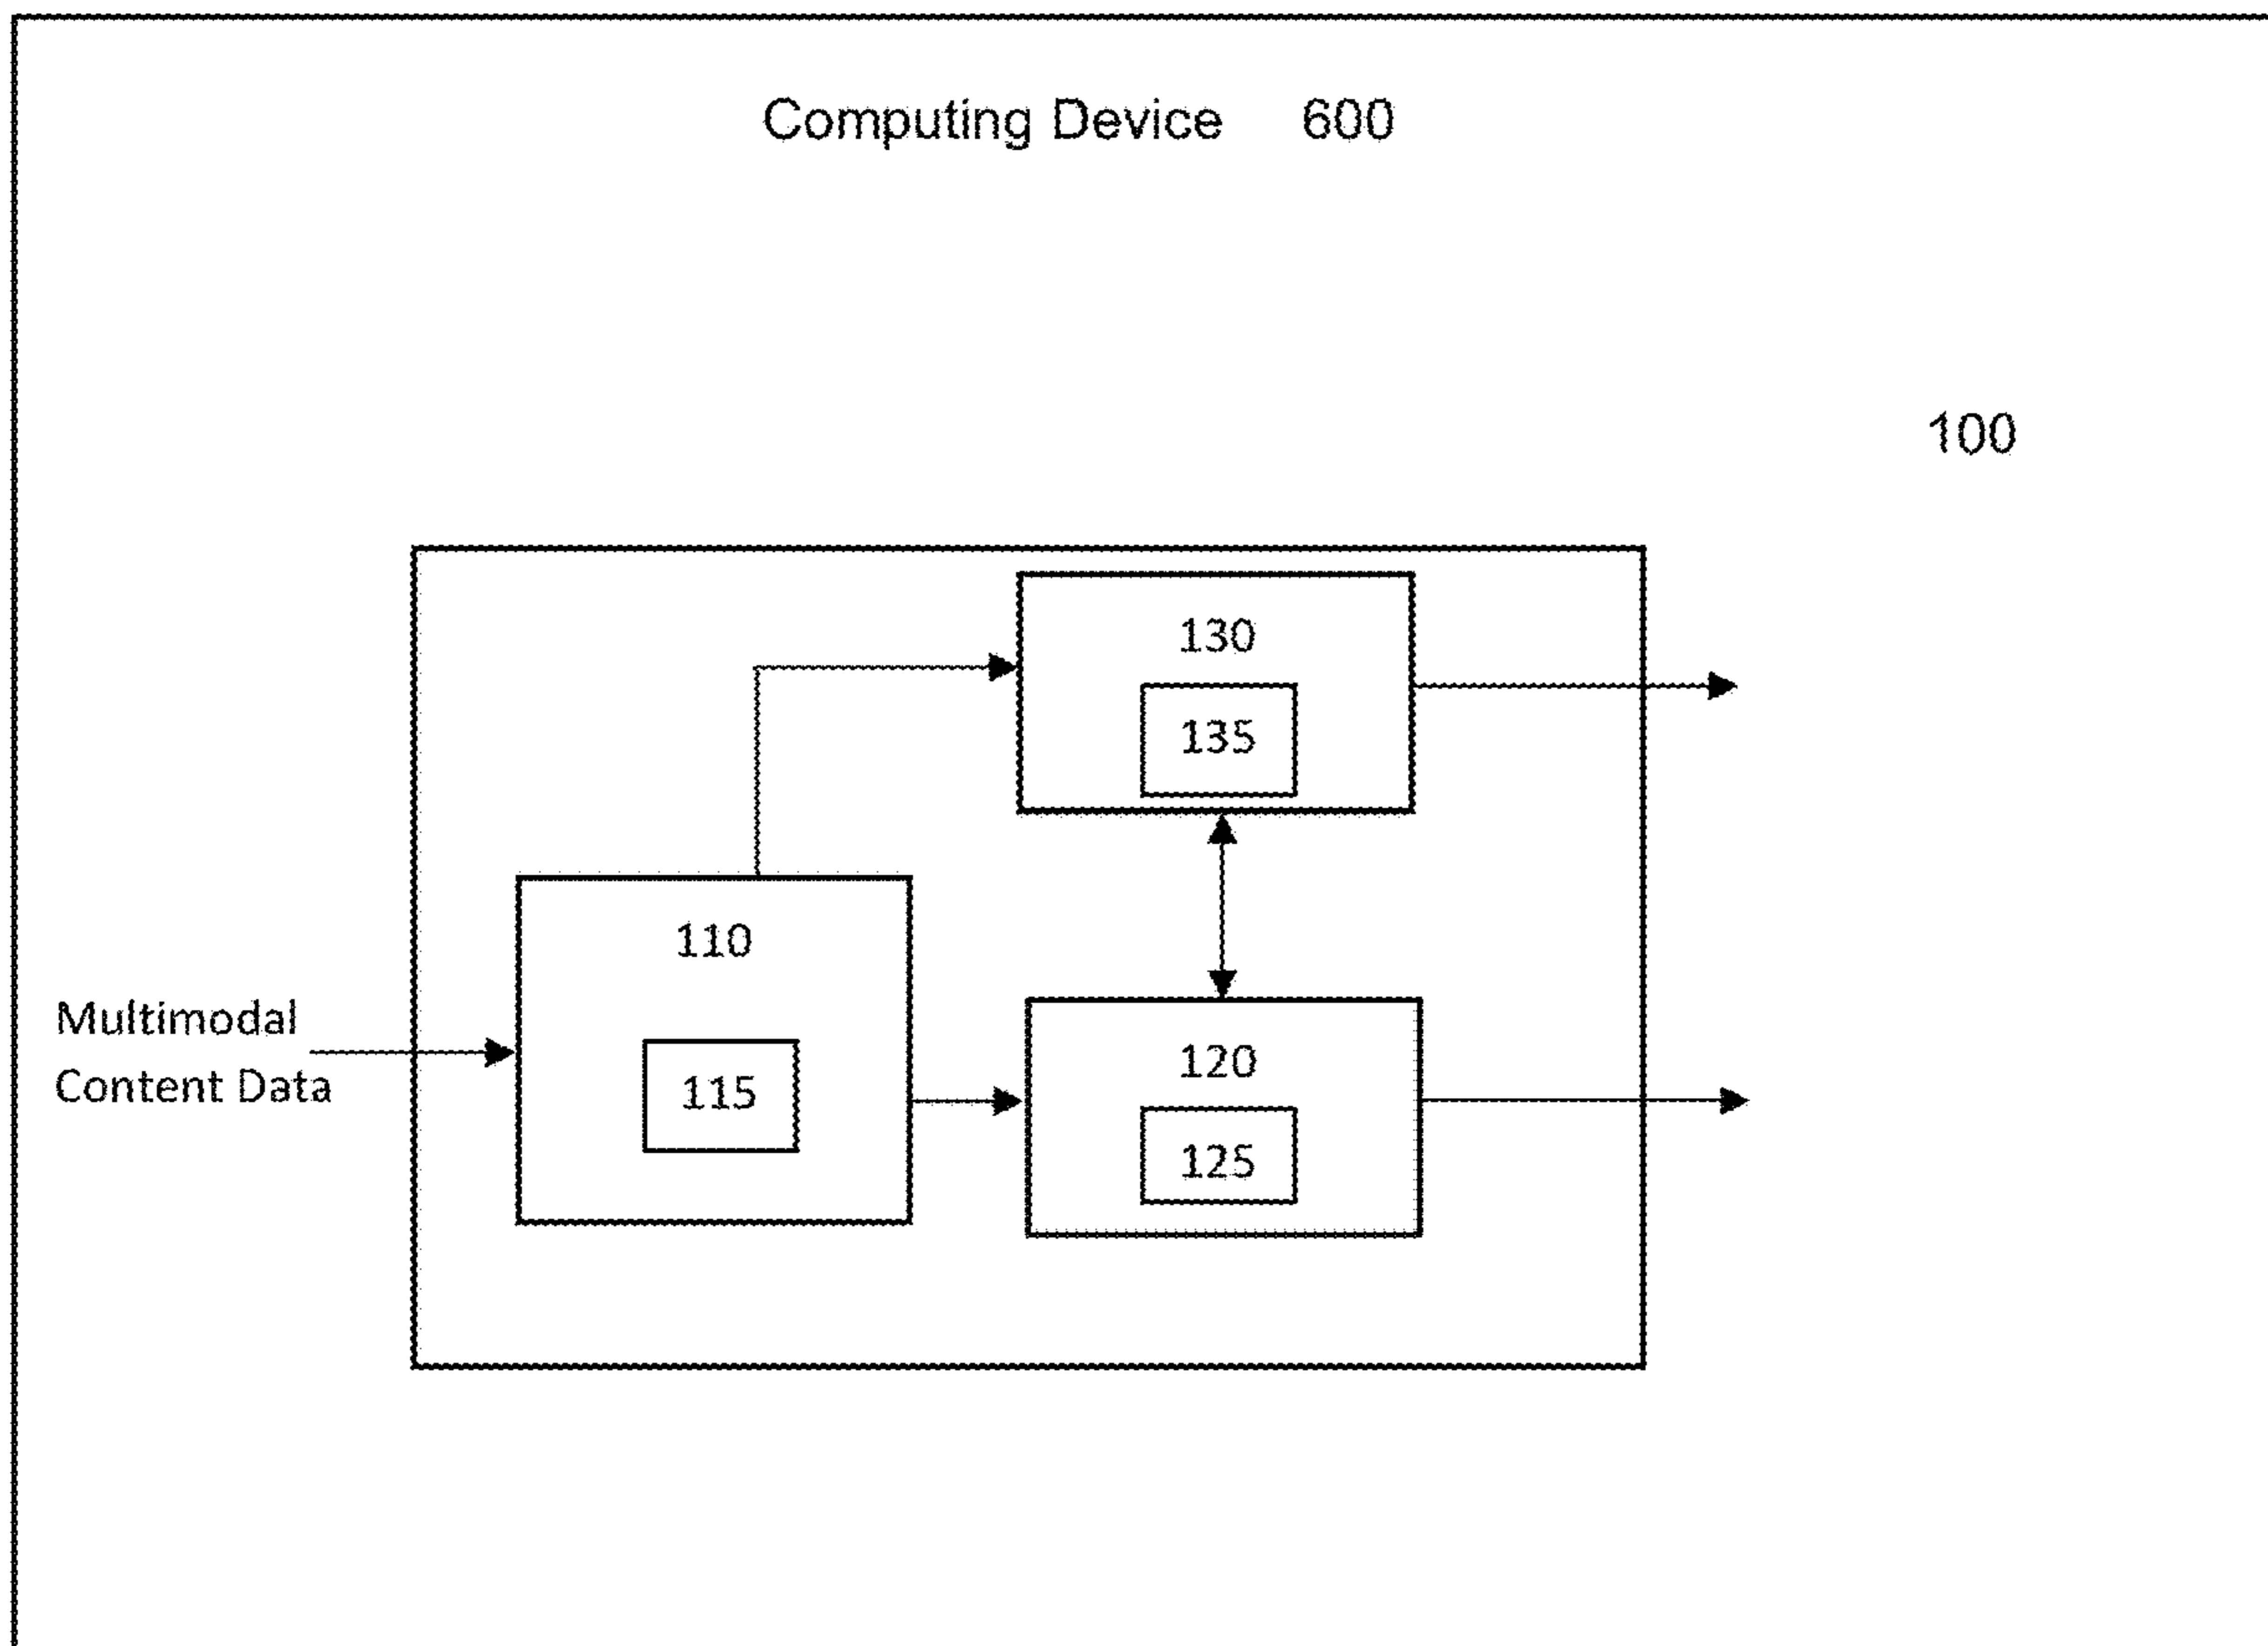 Computing Device 600
100
130
135
110
Multimodal
Content Data
115
120
125